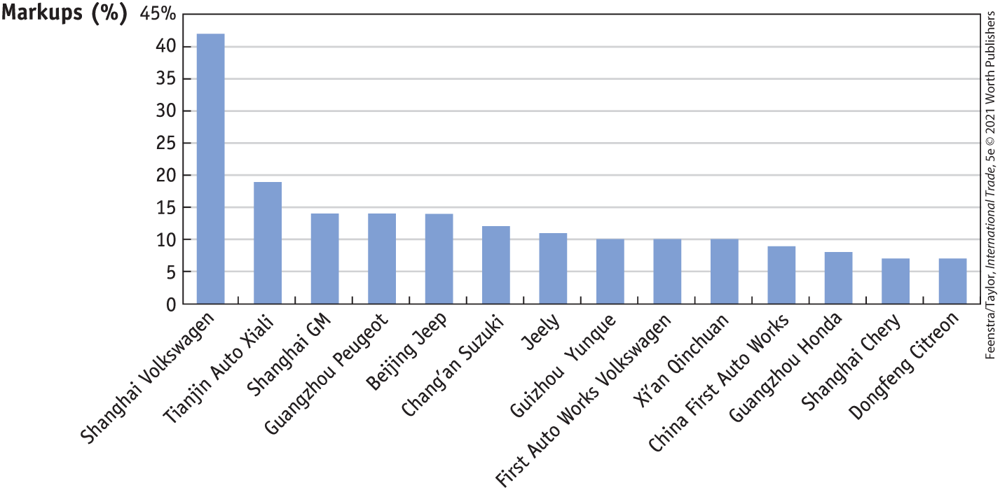 Markups (%)
45%
40
35
30
25
20
15
10
5
0
Shanghai Volkswagen
Tianjin Auto Xiali
Shanghai GM
Guangzhou Peugeot
Beijing Jeep
Chang’an Suzuki
Jeely
Guizhou Yunque
First Auto Works Volkswagen
Xi’an Qinchuan
China First Auto Works
Guangzhou Honda
Shanghai Chery
Dongfeng Citreon
Feenstra/Taylor, International Trade, 5e © 2021 Worth Publishers